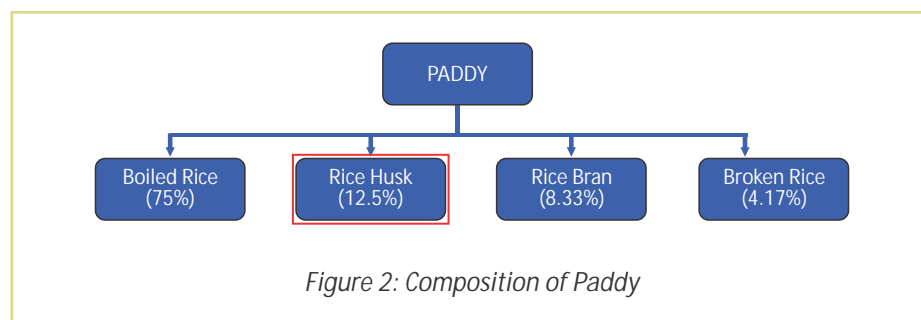 PADDY
Boiled Rice
(75%)
Rice Husk
(12.5%)
Rice Bran
(8.33%)
Broken Rice
(4.17%)
Figure 2: Composition of Paddy